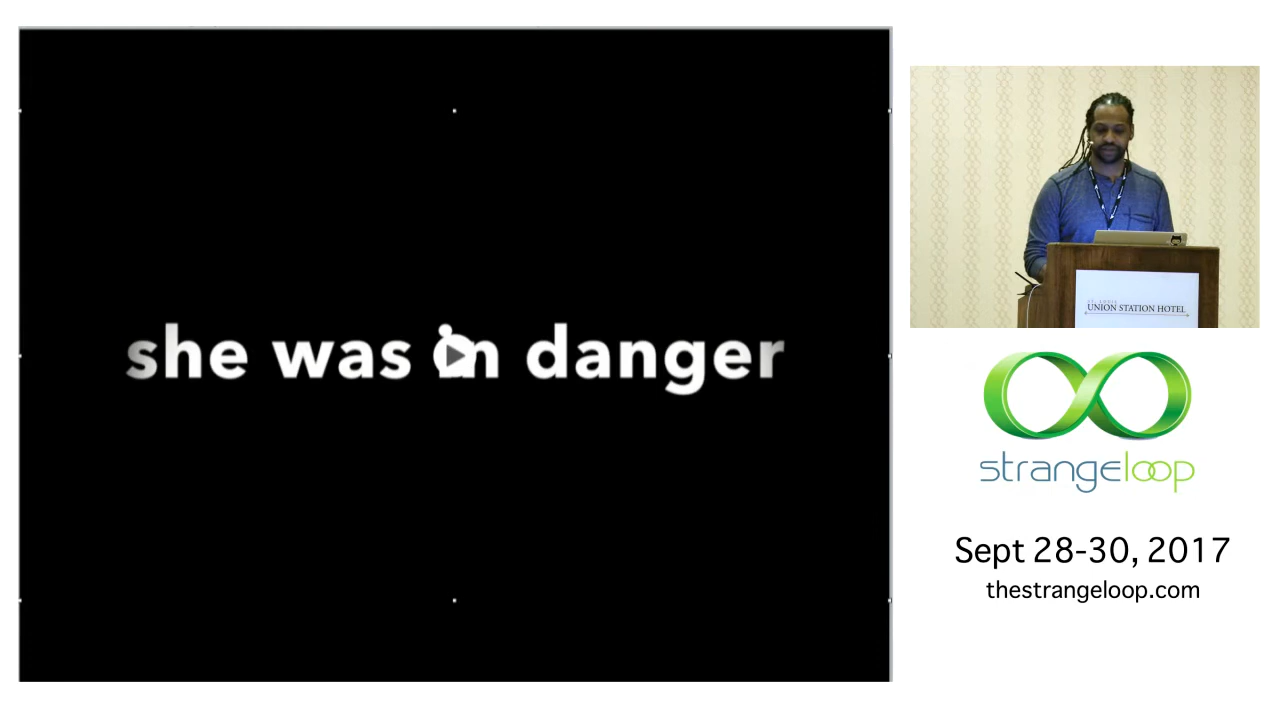 she was in danger
UNION STATION HOTEL
strangeloop
Sept 28-30, 2017
thestrangeloop.com